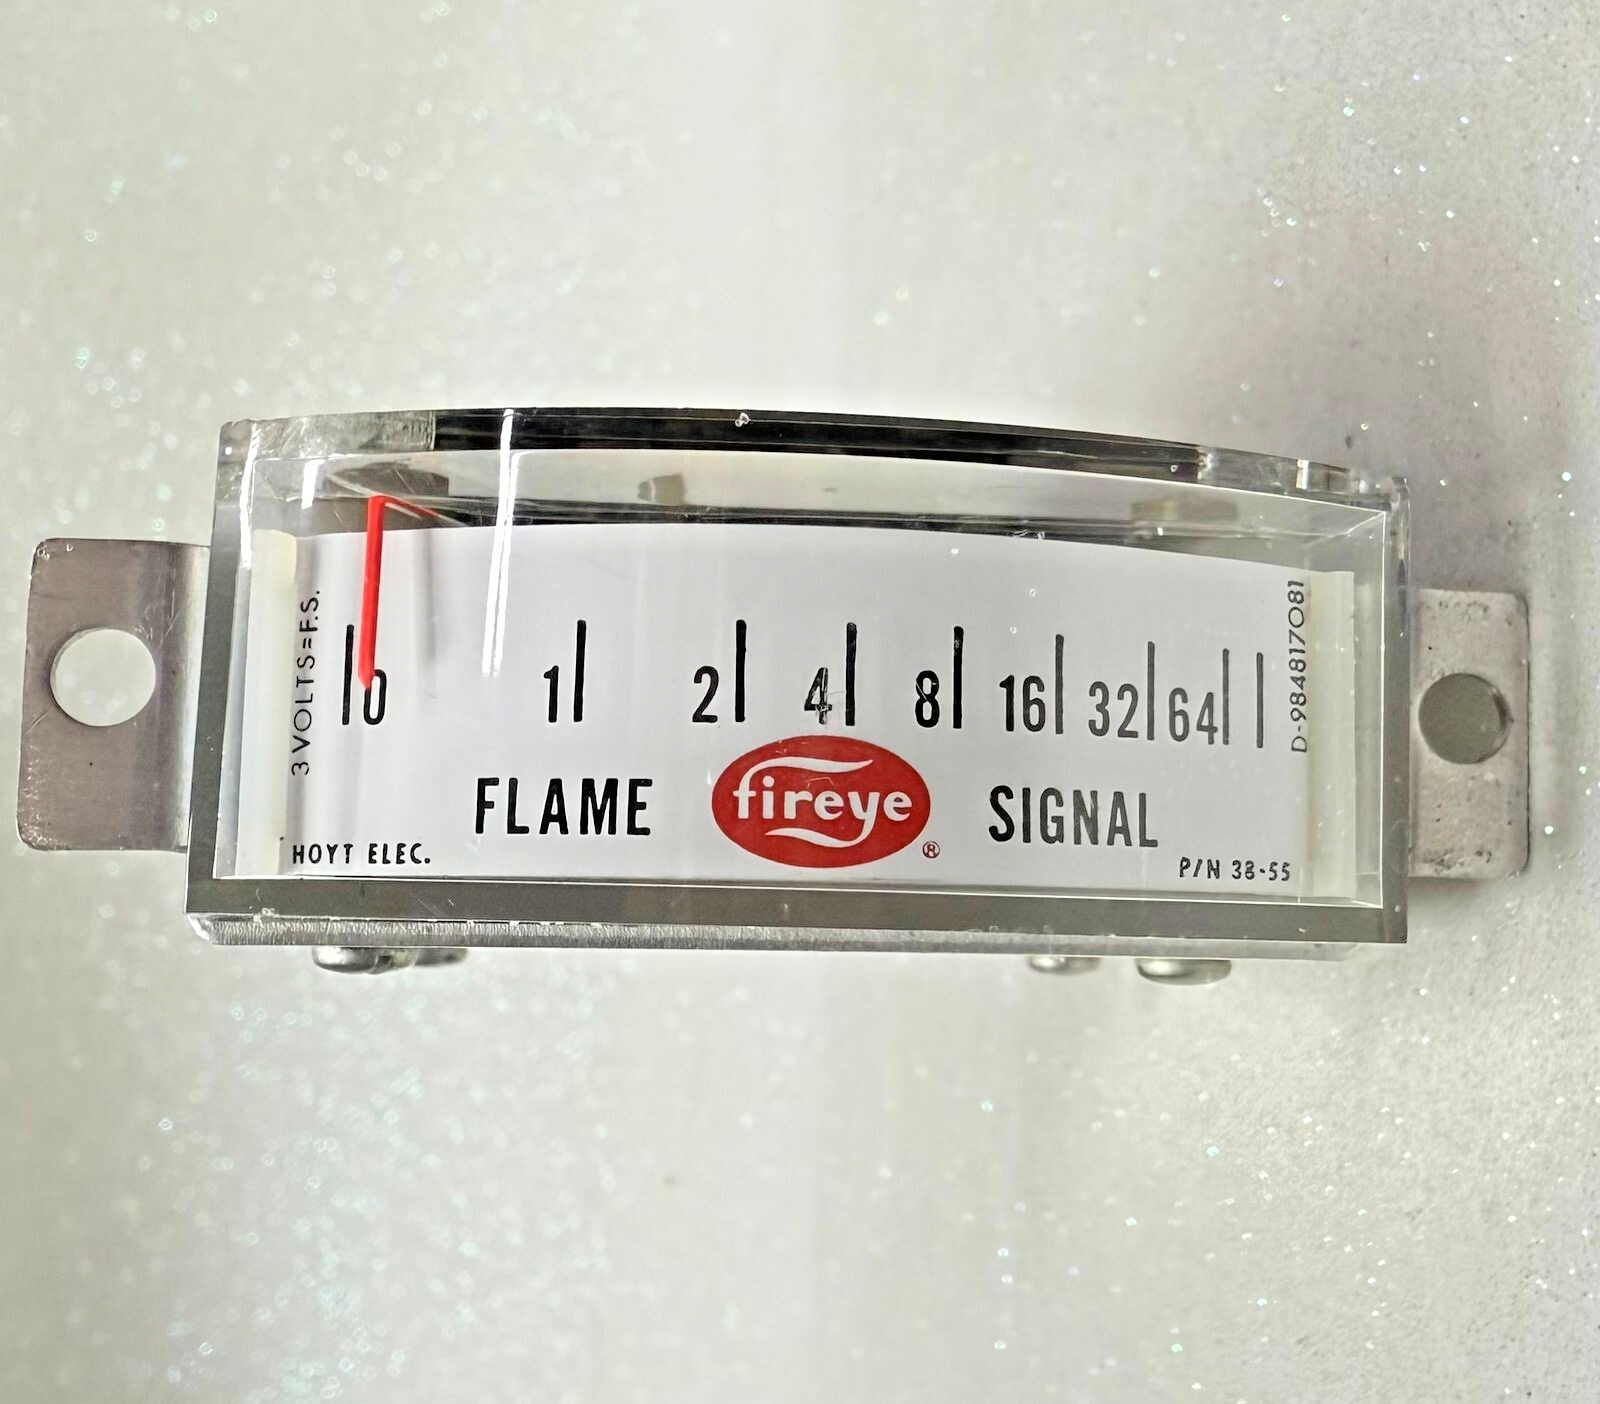 3 VOLTS=F.S.
0 1 2 4 8 16 32 64
D-984817081
FLAME fireye® SIGNAL
HOYT ELEC.
P/N 38-55